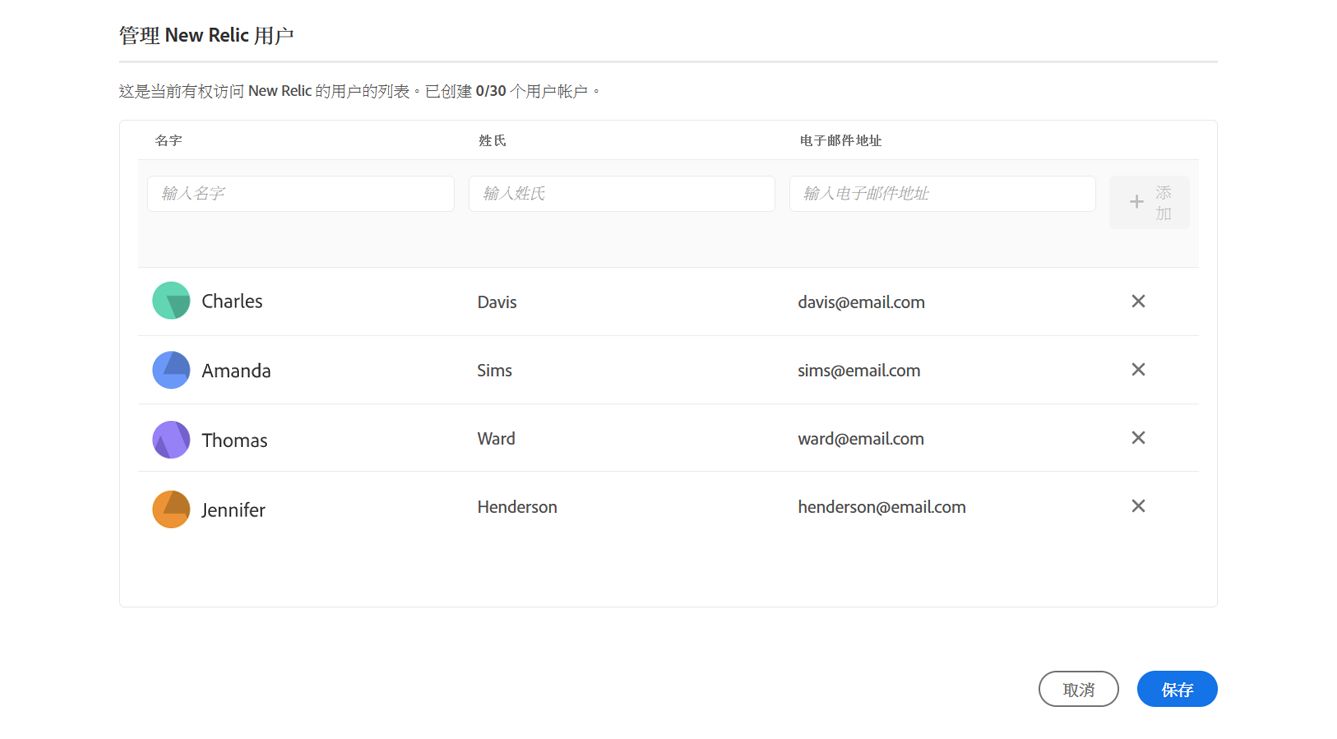 管理 New Relic 用户
这是当前有权访问 New Relic 的用户的列表。已创建 0/30 个用户帐户。
名字 姓氏 电子邮件地址
输入名字 输入姓氏 输入电子邮件地址 添
加
Charles Davis davis@email.com
Amanda Sims sims@email.com
Thomas Ward ward@email.com
Jennifer Henderson henderson@email.com
取消 保存